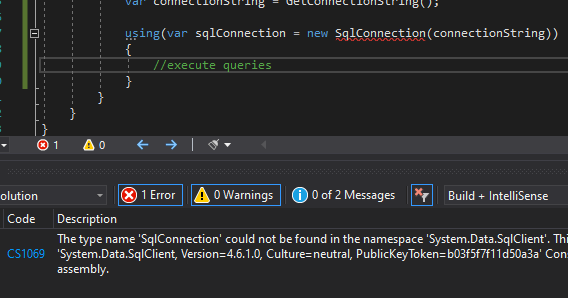 var connectionString = GetConnectionString();
using(var sqlConnection = new SqlConnection(connectionString))
{
//execute queries
}
}
}
}
1 0
olution 1 Error 0 Warnings 0 of 2 Messages Build + IntelliSense
Code Description
The type name 'SqlConnection' could not be found in the namespace 'System.Data.SqlClient'. Thi
CS1069 'System.Data.SqlClient, Version=4.6.1.0, Culture=neutral, PublicKeyToken=b03f5f7f11d50a3a' Con
assembly.